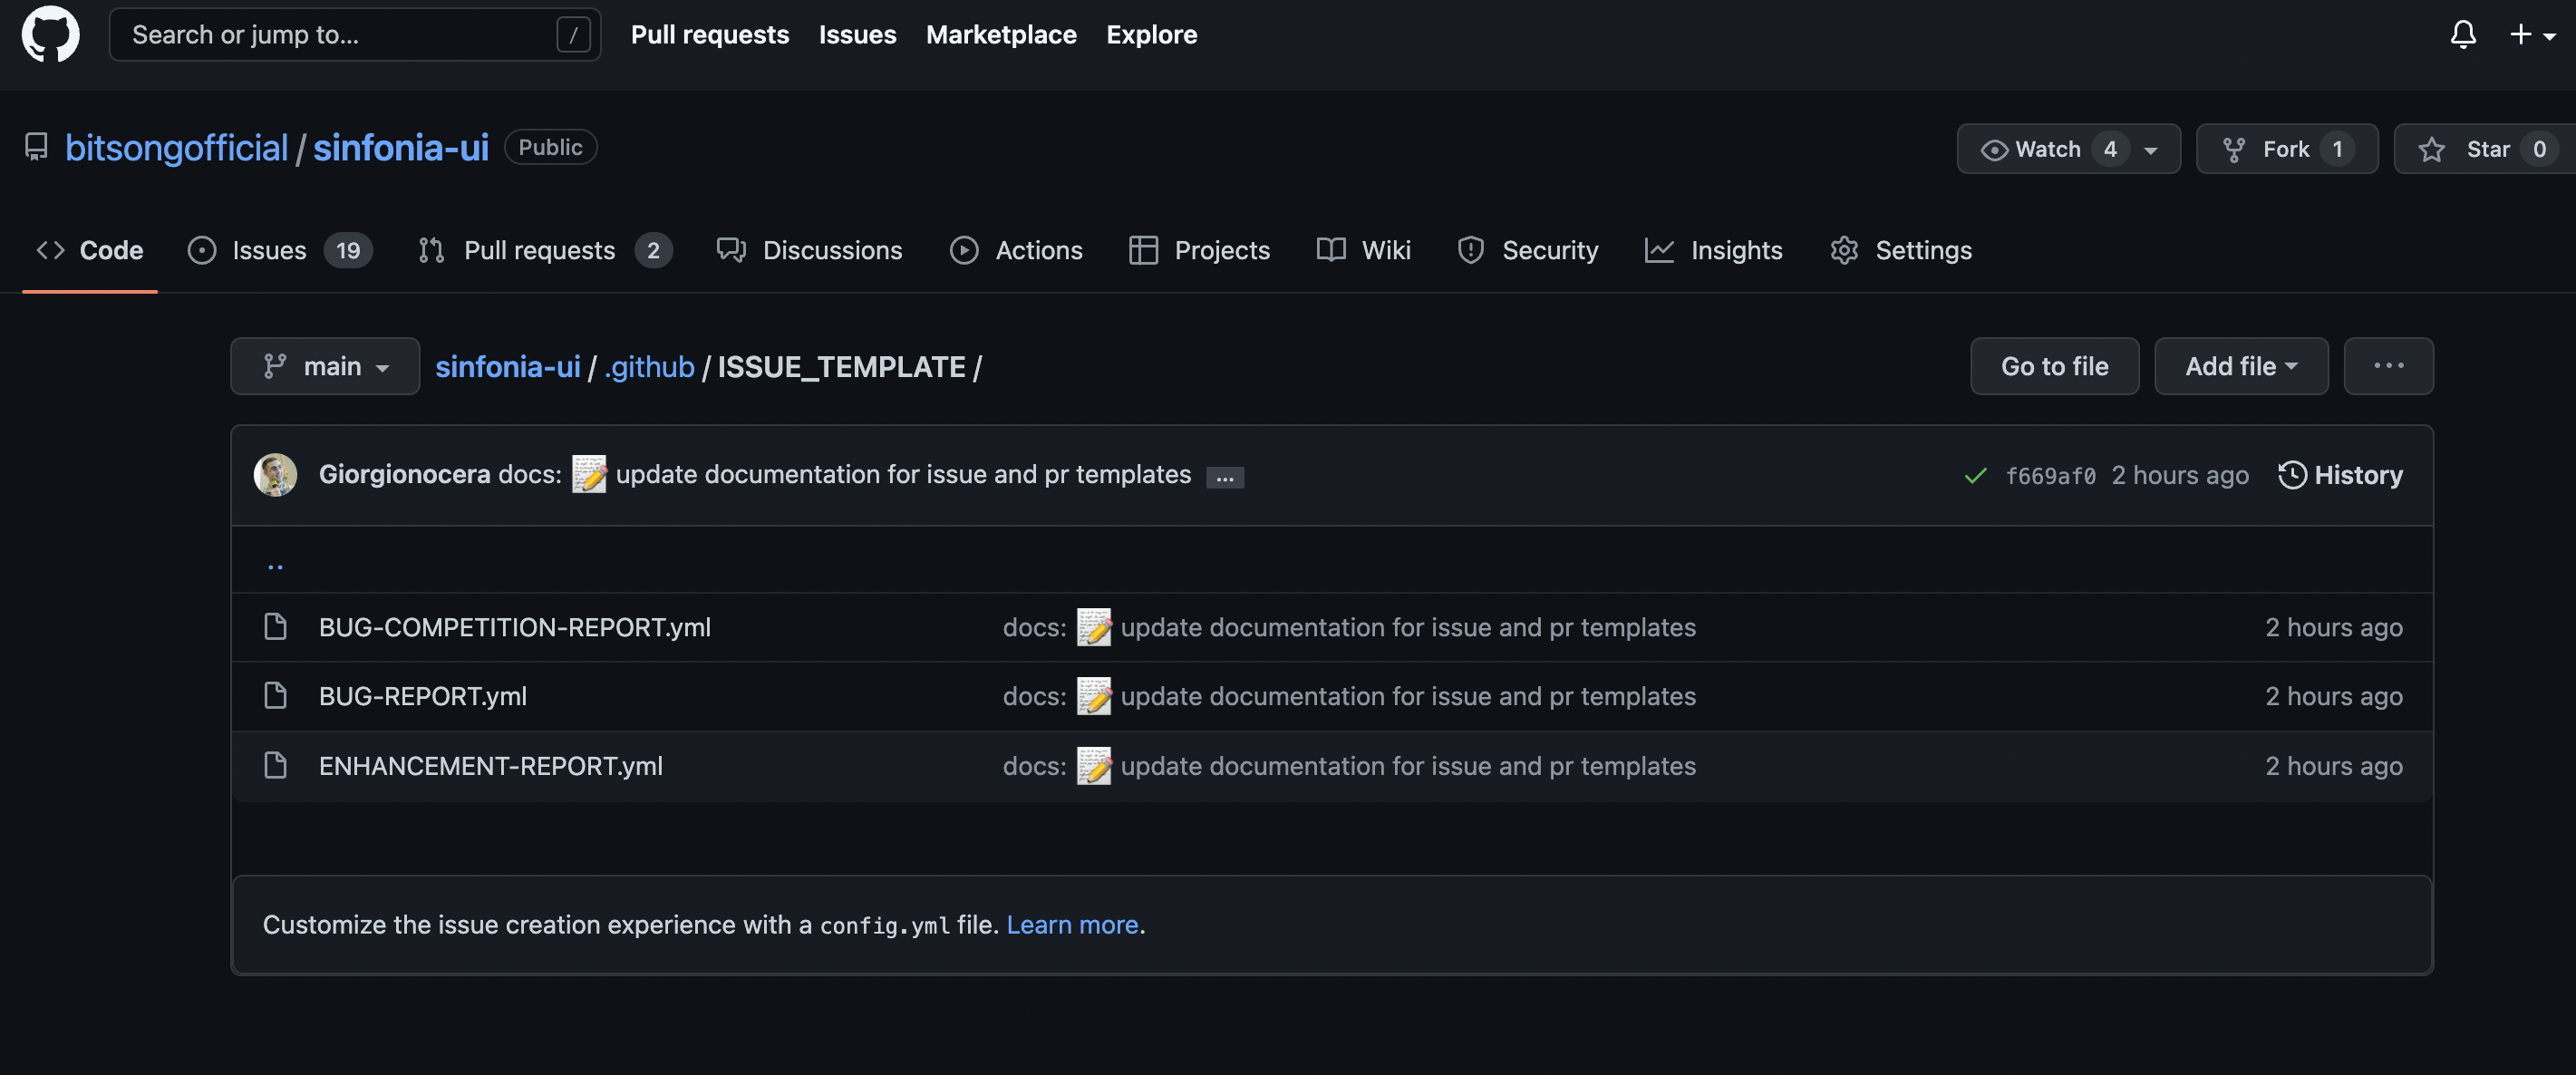 Search or jump to... / Pull requests Issues Marketplace Explore
bitsongofficial / sinfonia-ui Public Watch 4 Fork 1 Star 0
Code Issues 19 Pull requests 2 Discussions Actions Projects Wiki Security Insights Settings
main sinfonia-ui / .github / ISSUE_TEMPLATE / Go to file Add file ...
Giorgionocera docs: 📝 update documentation for issue and pr templates ... f669af0 2 hours ago History
..
BUG-COMPETITION-REPORT.yml docs: 📝 update documentation for issue and pr templates 2 hours ago
BUG-REPORT.yml docs: 📝 update documentation for issue and pr templates 2 hours ago
ENHANCEMENT-REPORT.yml docs: 📝 update documentation for issue and pr templates 2 hours ago
Customize the issue creation experience with a config.yml file. Learn more.